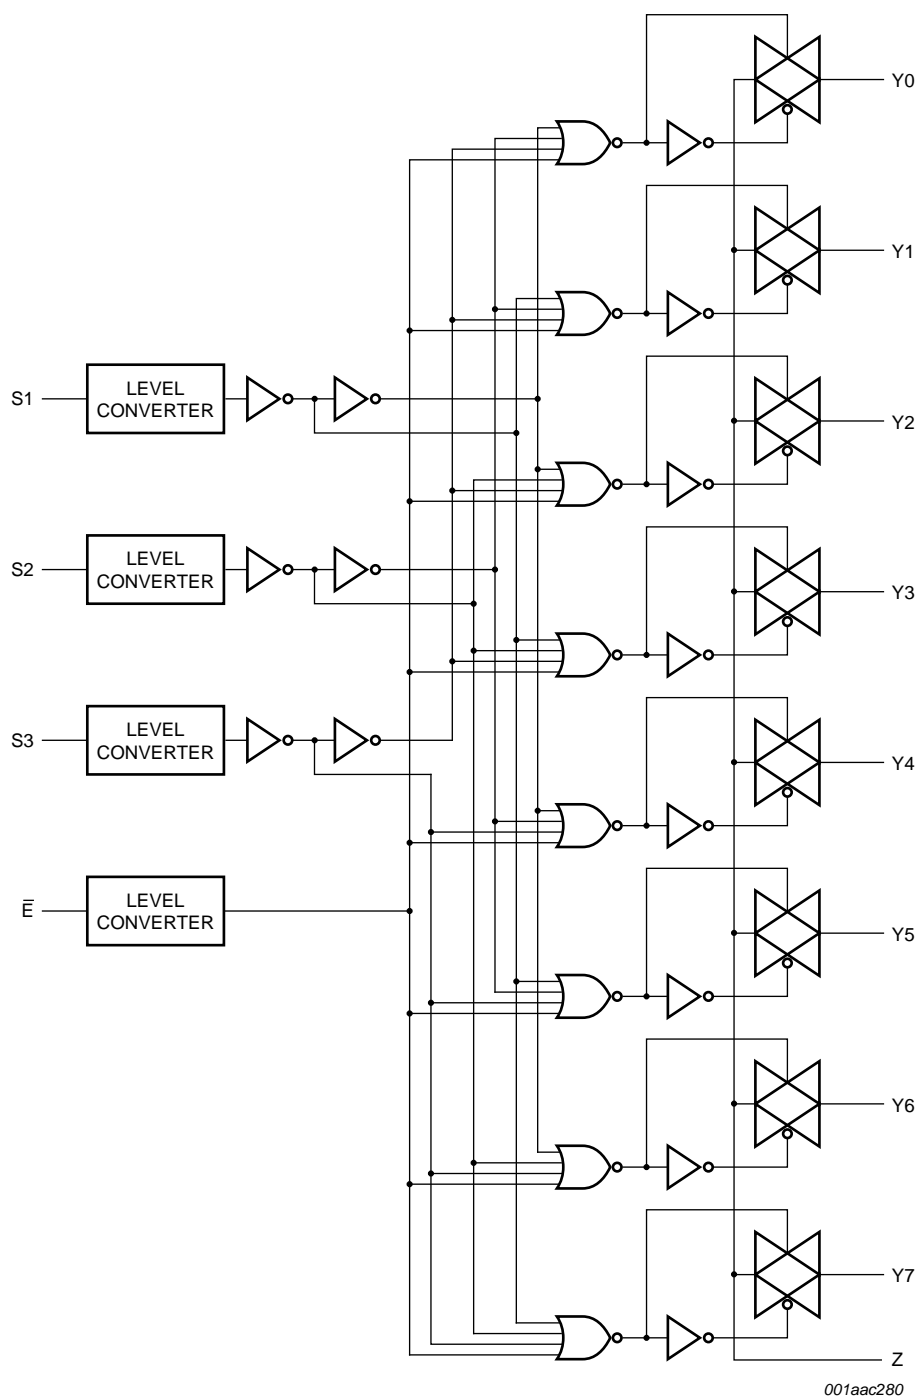 Y0
Y1
S1
LEVEL
CONVERTER
Y2
S2
LEVEL
CONVERTER
Y3
S3
LEVEL
CONVERTER
Y4
E̅
LEVEL
CONVERTER
Y5
Y6
Y7
Z
001aac280